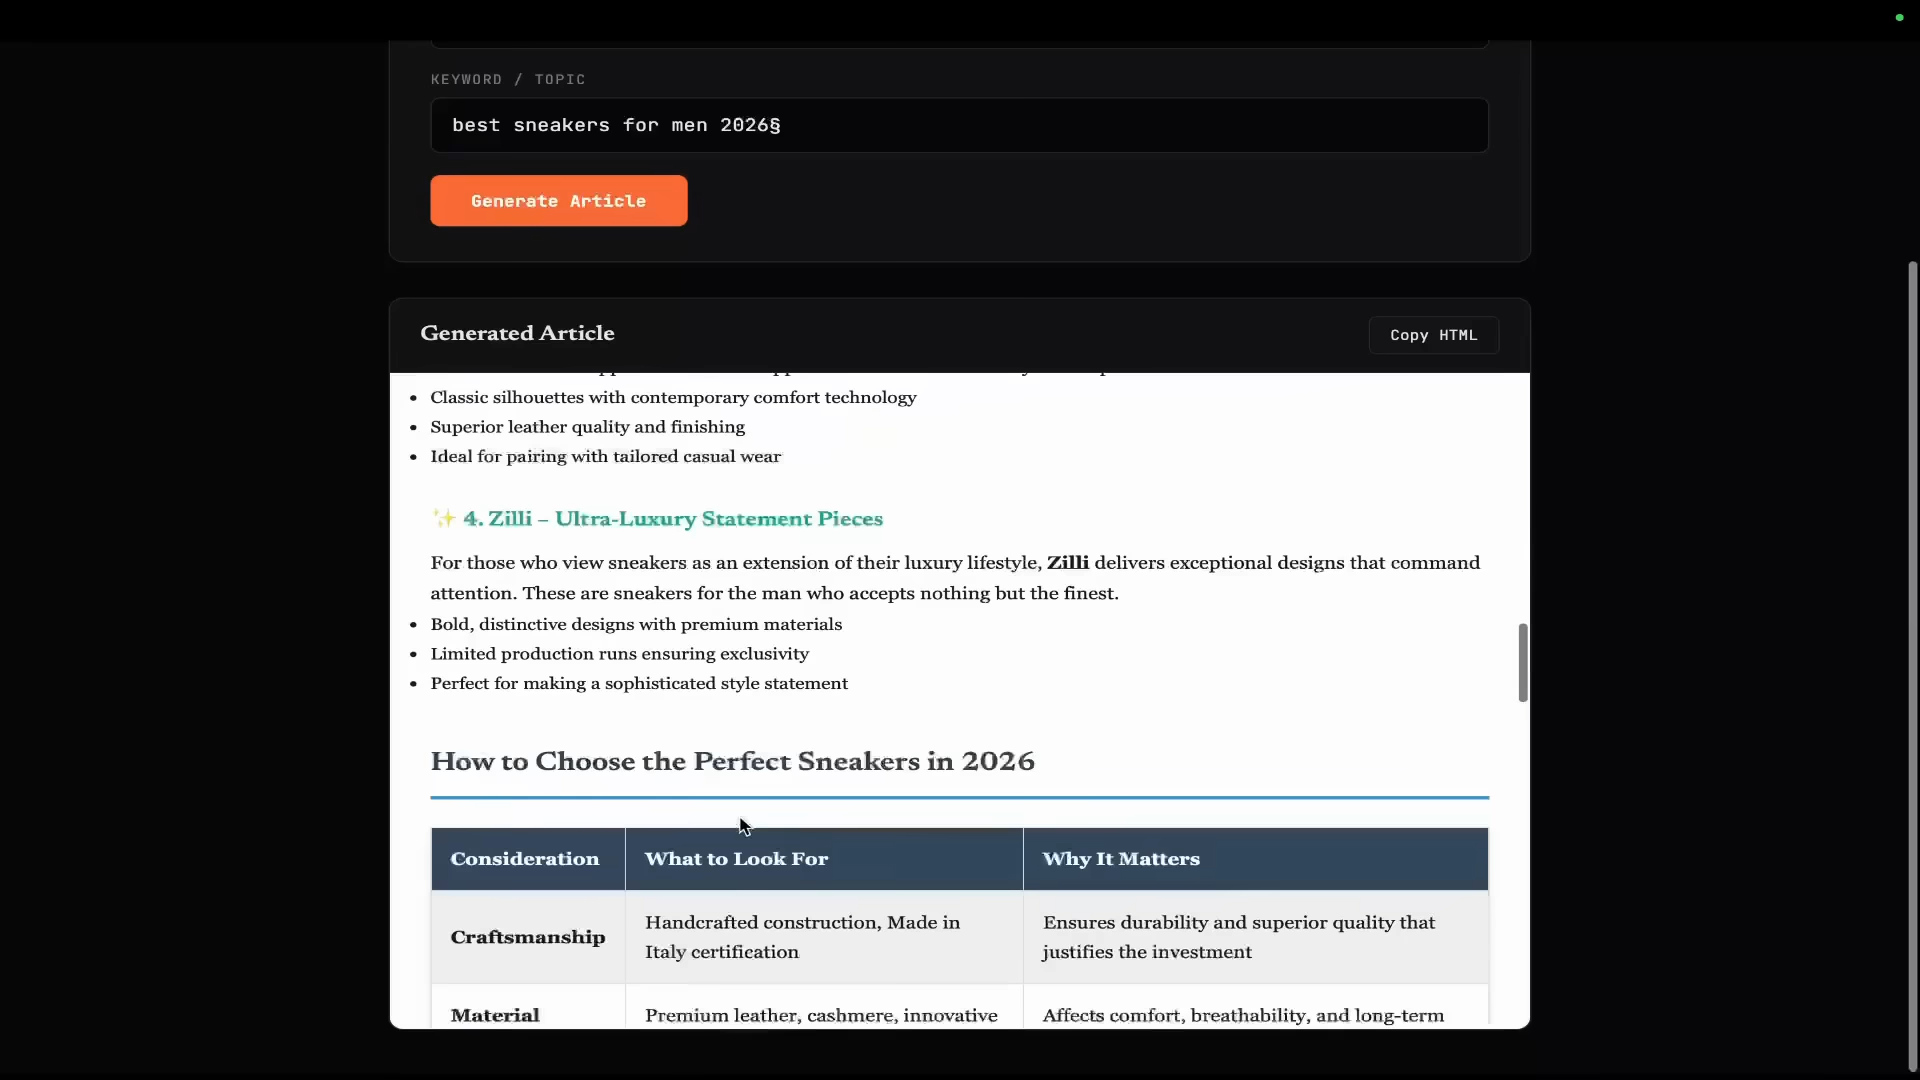 KEYWORD / TOPIC
best sneakers for men 2026§
Generate Article
Generated Article
Copy HTML
Classic silhouettes with contemporary comfort technology
Superior leather quality and finishing
Ideal for pairing with tailored casual wear
✨ 4. Zilli – Ultra-Luxury Statement Pieces
For those who view sneakers as an extension of their luxury lifestyle, Zilli delivers exceptional designs that command
attention. These are sneakers for the man who accepts nothing but the finest.
Bold, distinctive designs with premium materials
Limited production runs ensuring exclusivity
Perfect for making a sophisticated style statement
How to Choose the Perfect Sneakers in 2026
Consideration What to Look For Why It Matters
Craftsmanship
Handcrafted construction, Made in
Italy certification
Ensures durability and superior quality that
justifies the investment
Material
Premium leather, cashmere, innovative
Affects comfort, breathability, and long-term